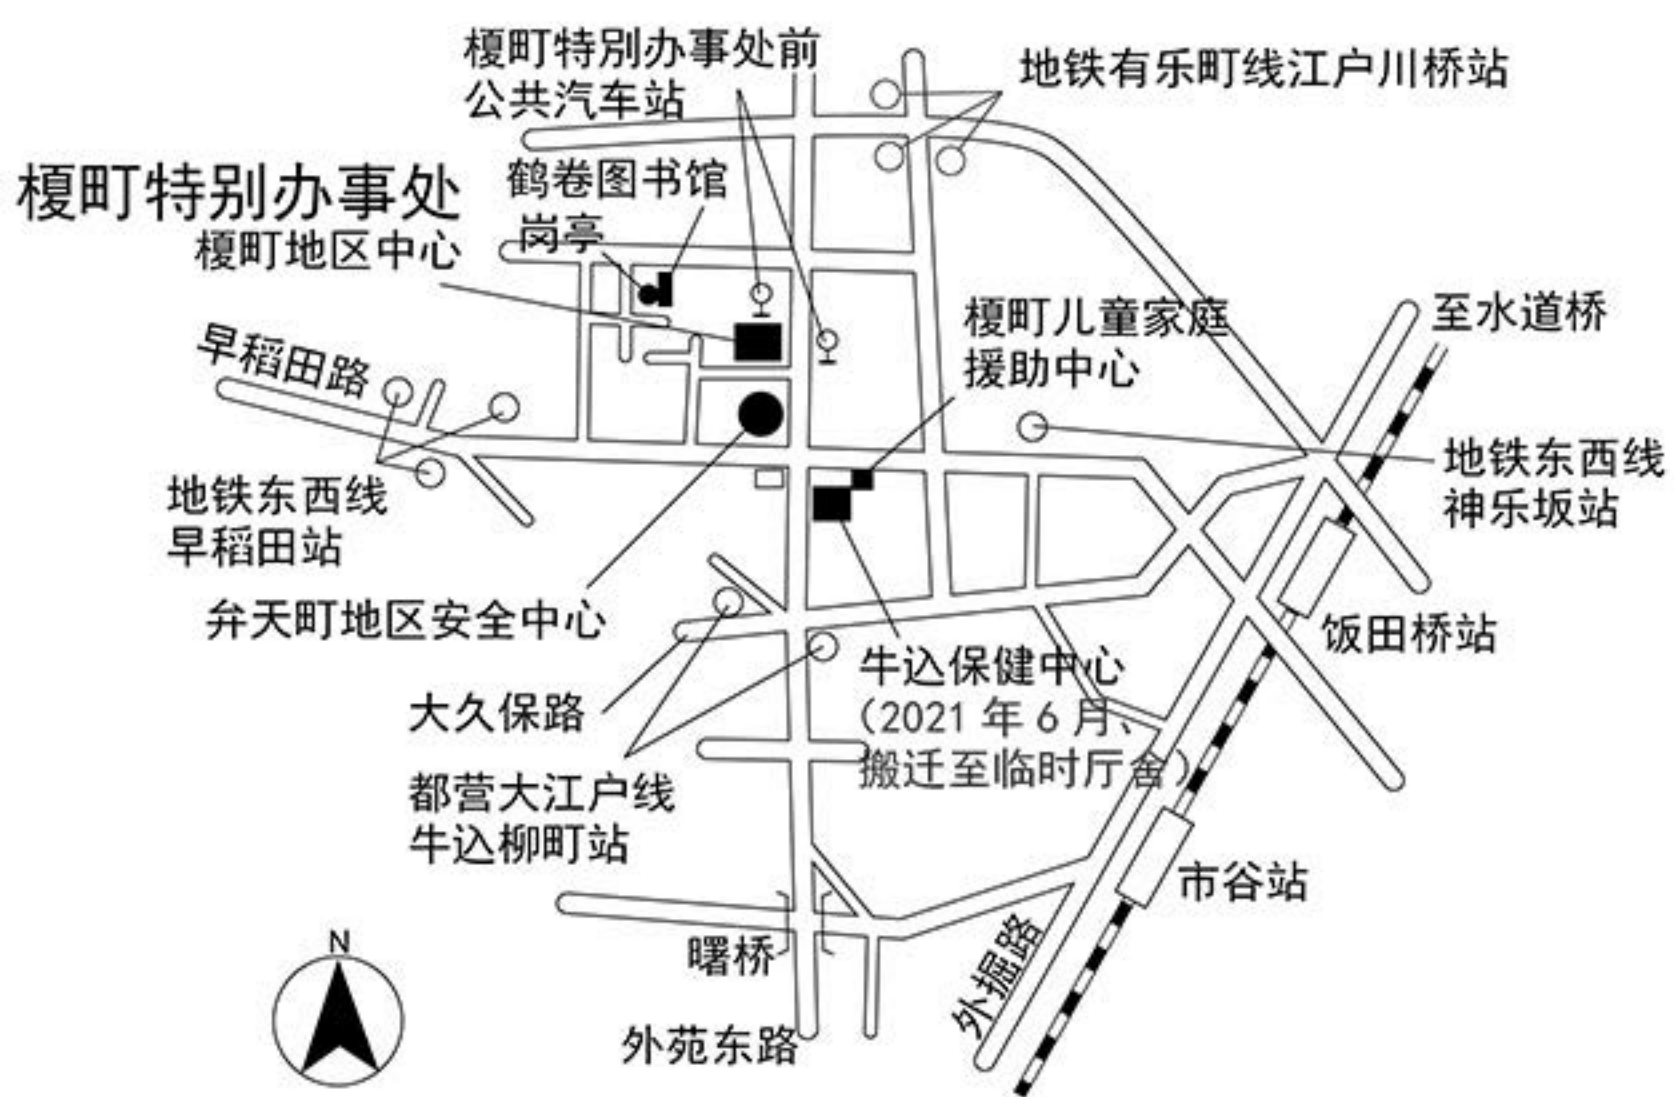 榎町特別办事处前
公共汽车站
地铁有乐町线江户川桥站
榎町特别办事处
榎町地区中心
鹤卷图书馆
岗亭
早稻田路
榎町儿童家庭
援助中心
至水道桥
地铁东西线
早稻田站
地铁东西线
神乐坂站
弁天町地区安全中心
饭田桥站
牛込保健中心
(2021 年 6 月、
搬迁至临时厅舍)
大久保路
都营大江户线
牛込柳町站
市谷站
曙桥
外掘路
外苑东路
N